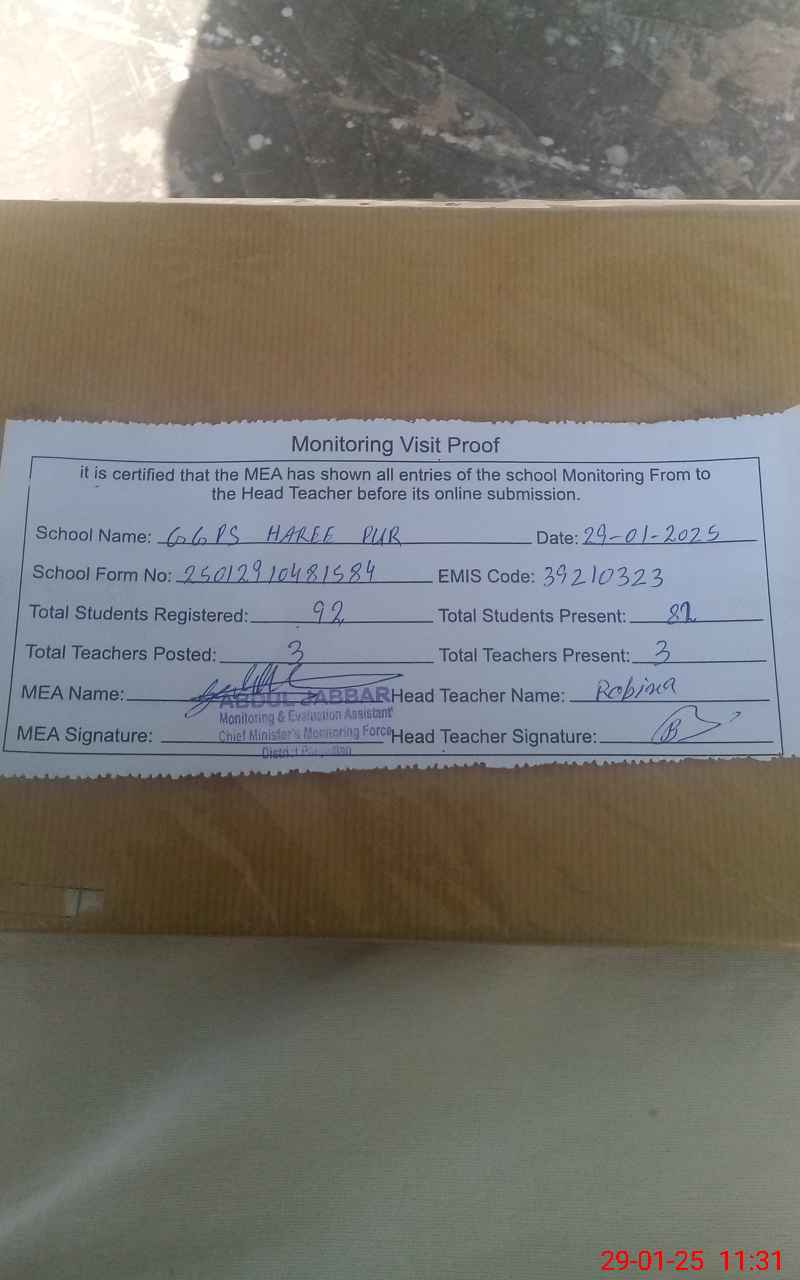 Monitoring Visit Proof
it is certified that the MEA has shown all entries of the school Monitoring From to
the Head Teacher before its online submission.
School Name: GGPS HAREE PUR Date: 29-01-2025
School Form No: 25012910481584 EMIS Code: 39210323
Total Students Registered: 92 Total Students Present:
Total Teachers Posted: 3 Total Teachers Present: 3
MEA Name: ABDUL JABBAR Head Teacher Name: Robina
Monitoring & Evaluation Assistant
MEA Signature: Chief Minister's Monitoring Force Head Teacher Signature:
District
29-01-25 11:31